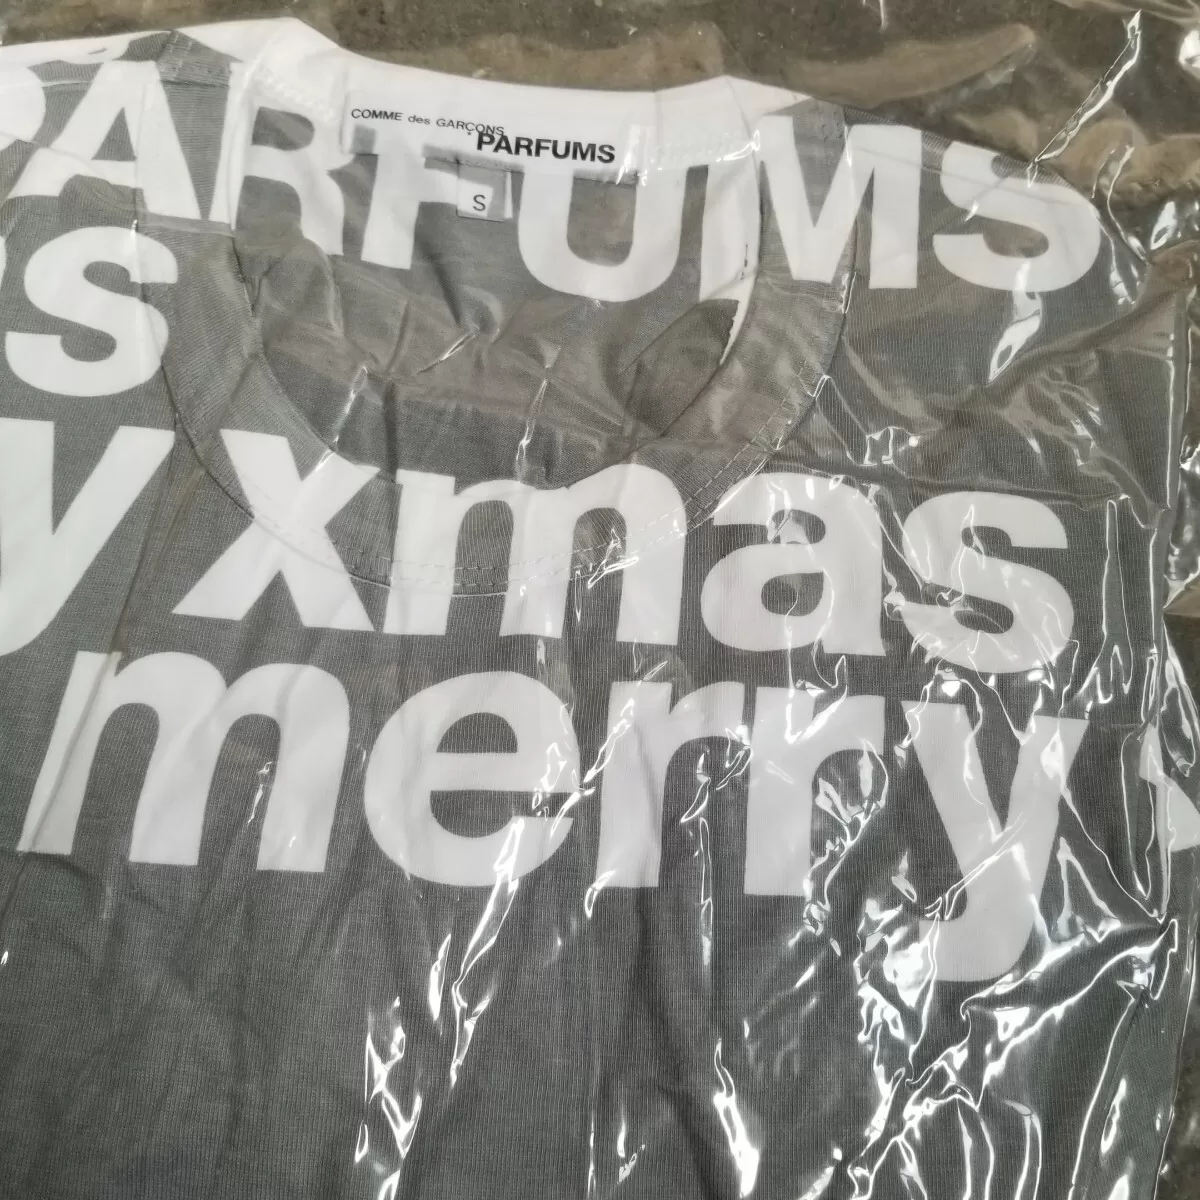 COMME des GARÇONS
PARFUMS
S
PARFUMS
s
y xmas
merry